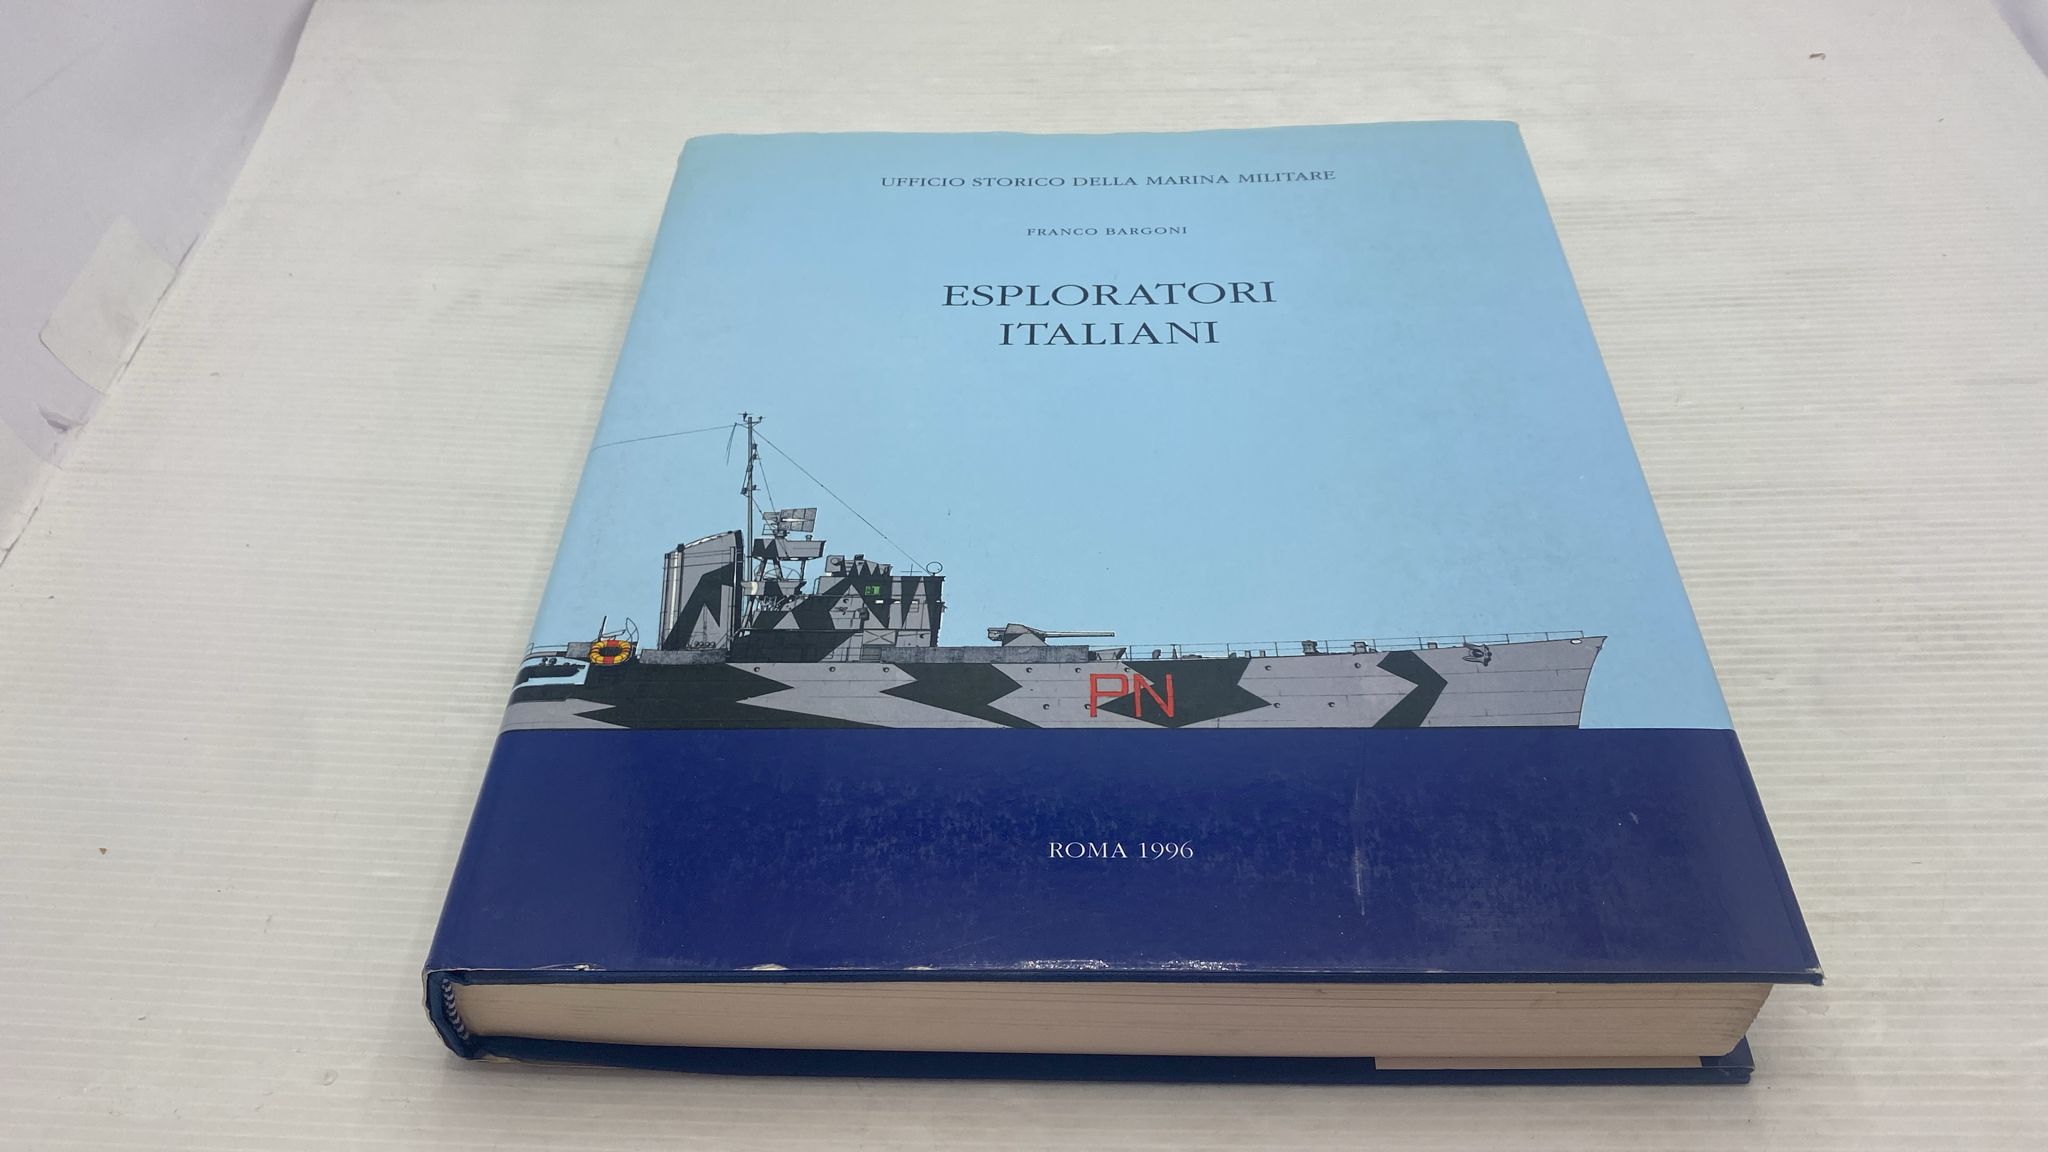 UFFICIO STORICO DELLA MARINA MILITARE
FRANCO BARGONI
ESPLORATORI
ITALIANI
PN
ROMA 1996